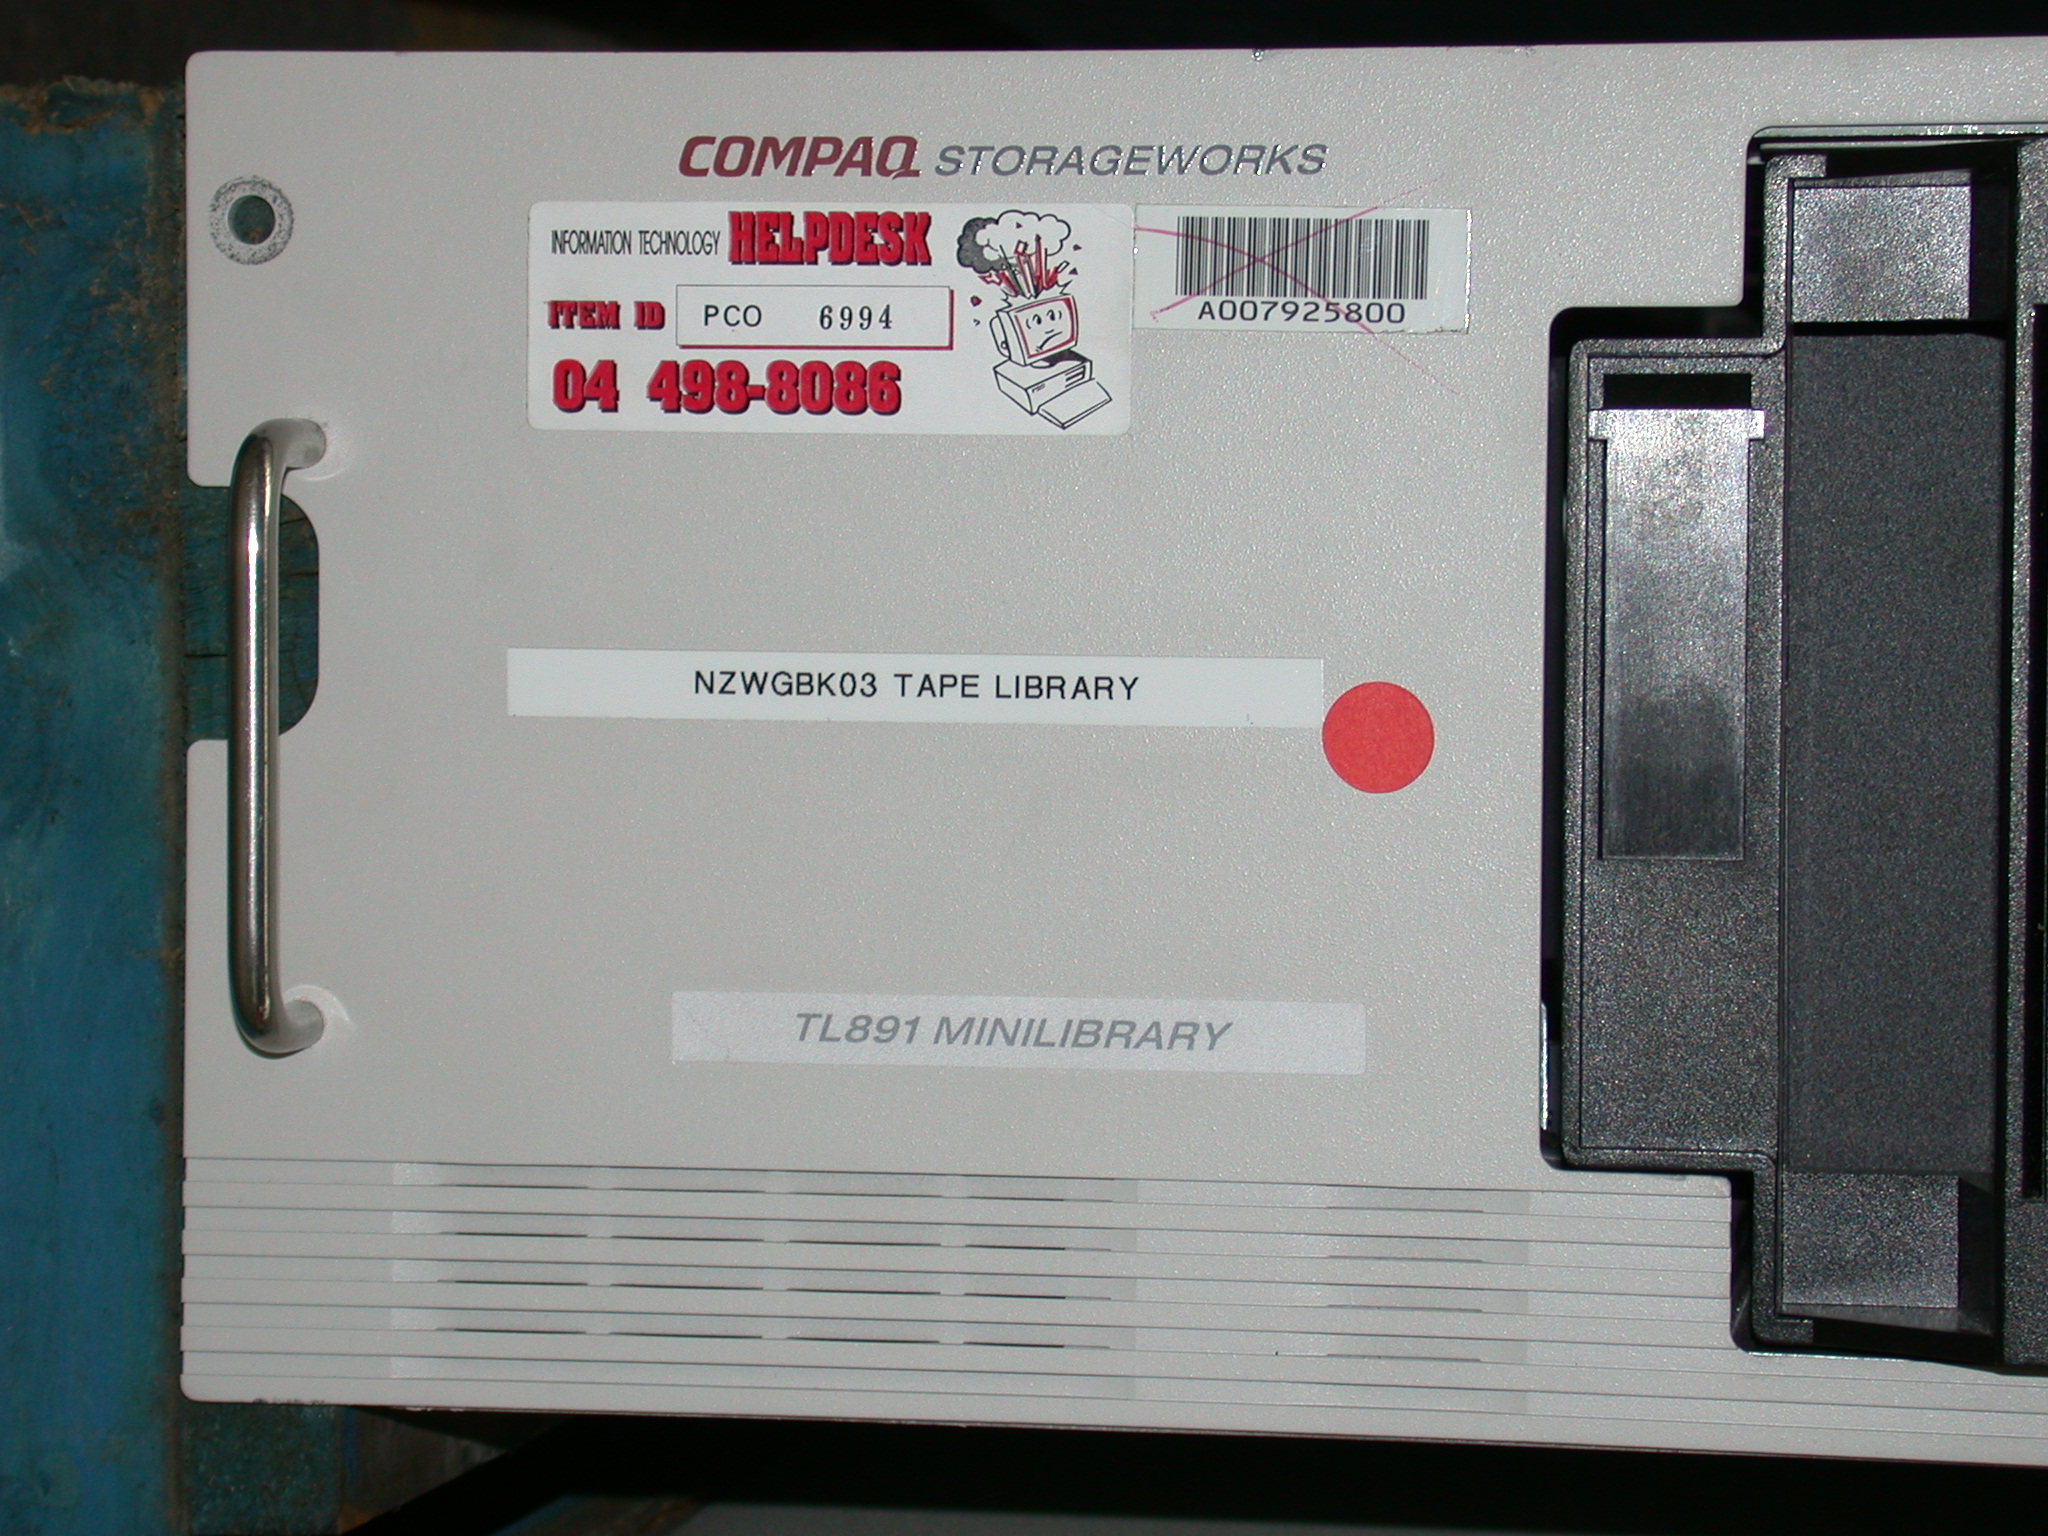 COMPAQ STORAGEWORKS
INFORMATION TECHNOLOGY HELPDESK
ITEM ID PCO 6994
04 498-8086
A007925800
NZWGBK03 TAPE LIBRARY
TL891 MINILIBRARY